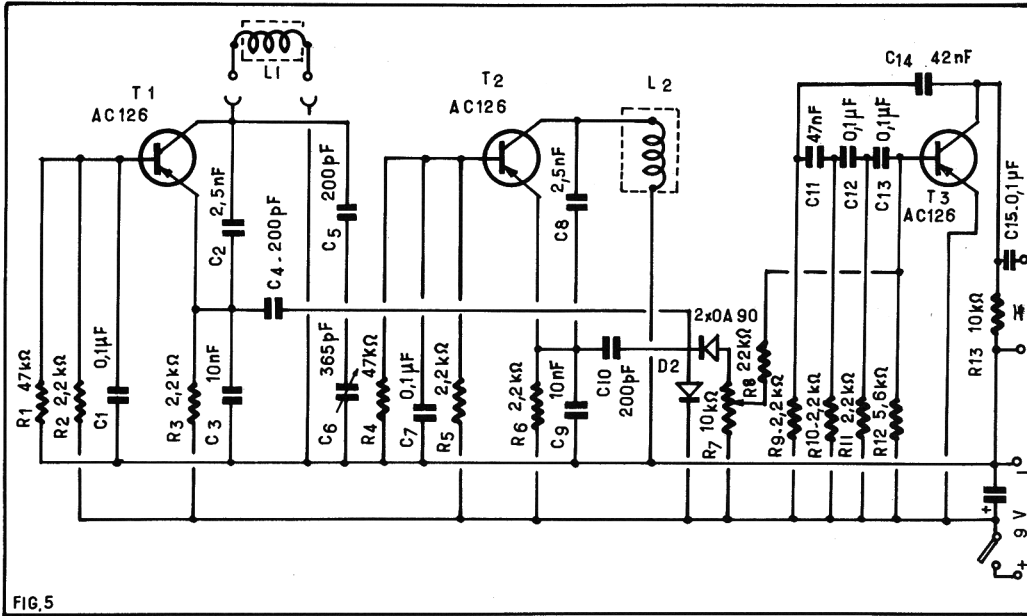 L1
T1
AC126
T2
AC126
L2
C14 42nF
47nF
0,1µF
0,1µF
C11
C12
C13
T3
AC126
C15-0,1µF
2,5nF
C2
200pF
C5
C4-200pF
2,5nF
C8
2x0A90
D2
R1 47kΩ
R2 2,2kΩ
C1 0,1µF
R3 2,2kΩ
C3 10nF
C6 365pF
R4 47kΩ
C7 0,1µF
R5 2,2kΩ
R6 2,2kΩ
C9 10nF
C10
200pF
R7 10kΩ
R8 22kΩ
R9-2,2kΩ
R10-2,2kΩ
R11 2,2kΩ
R12-5,6kΩ
R13 10kΩ
-
+
9 V
+
FIG,5